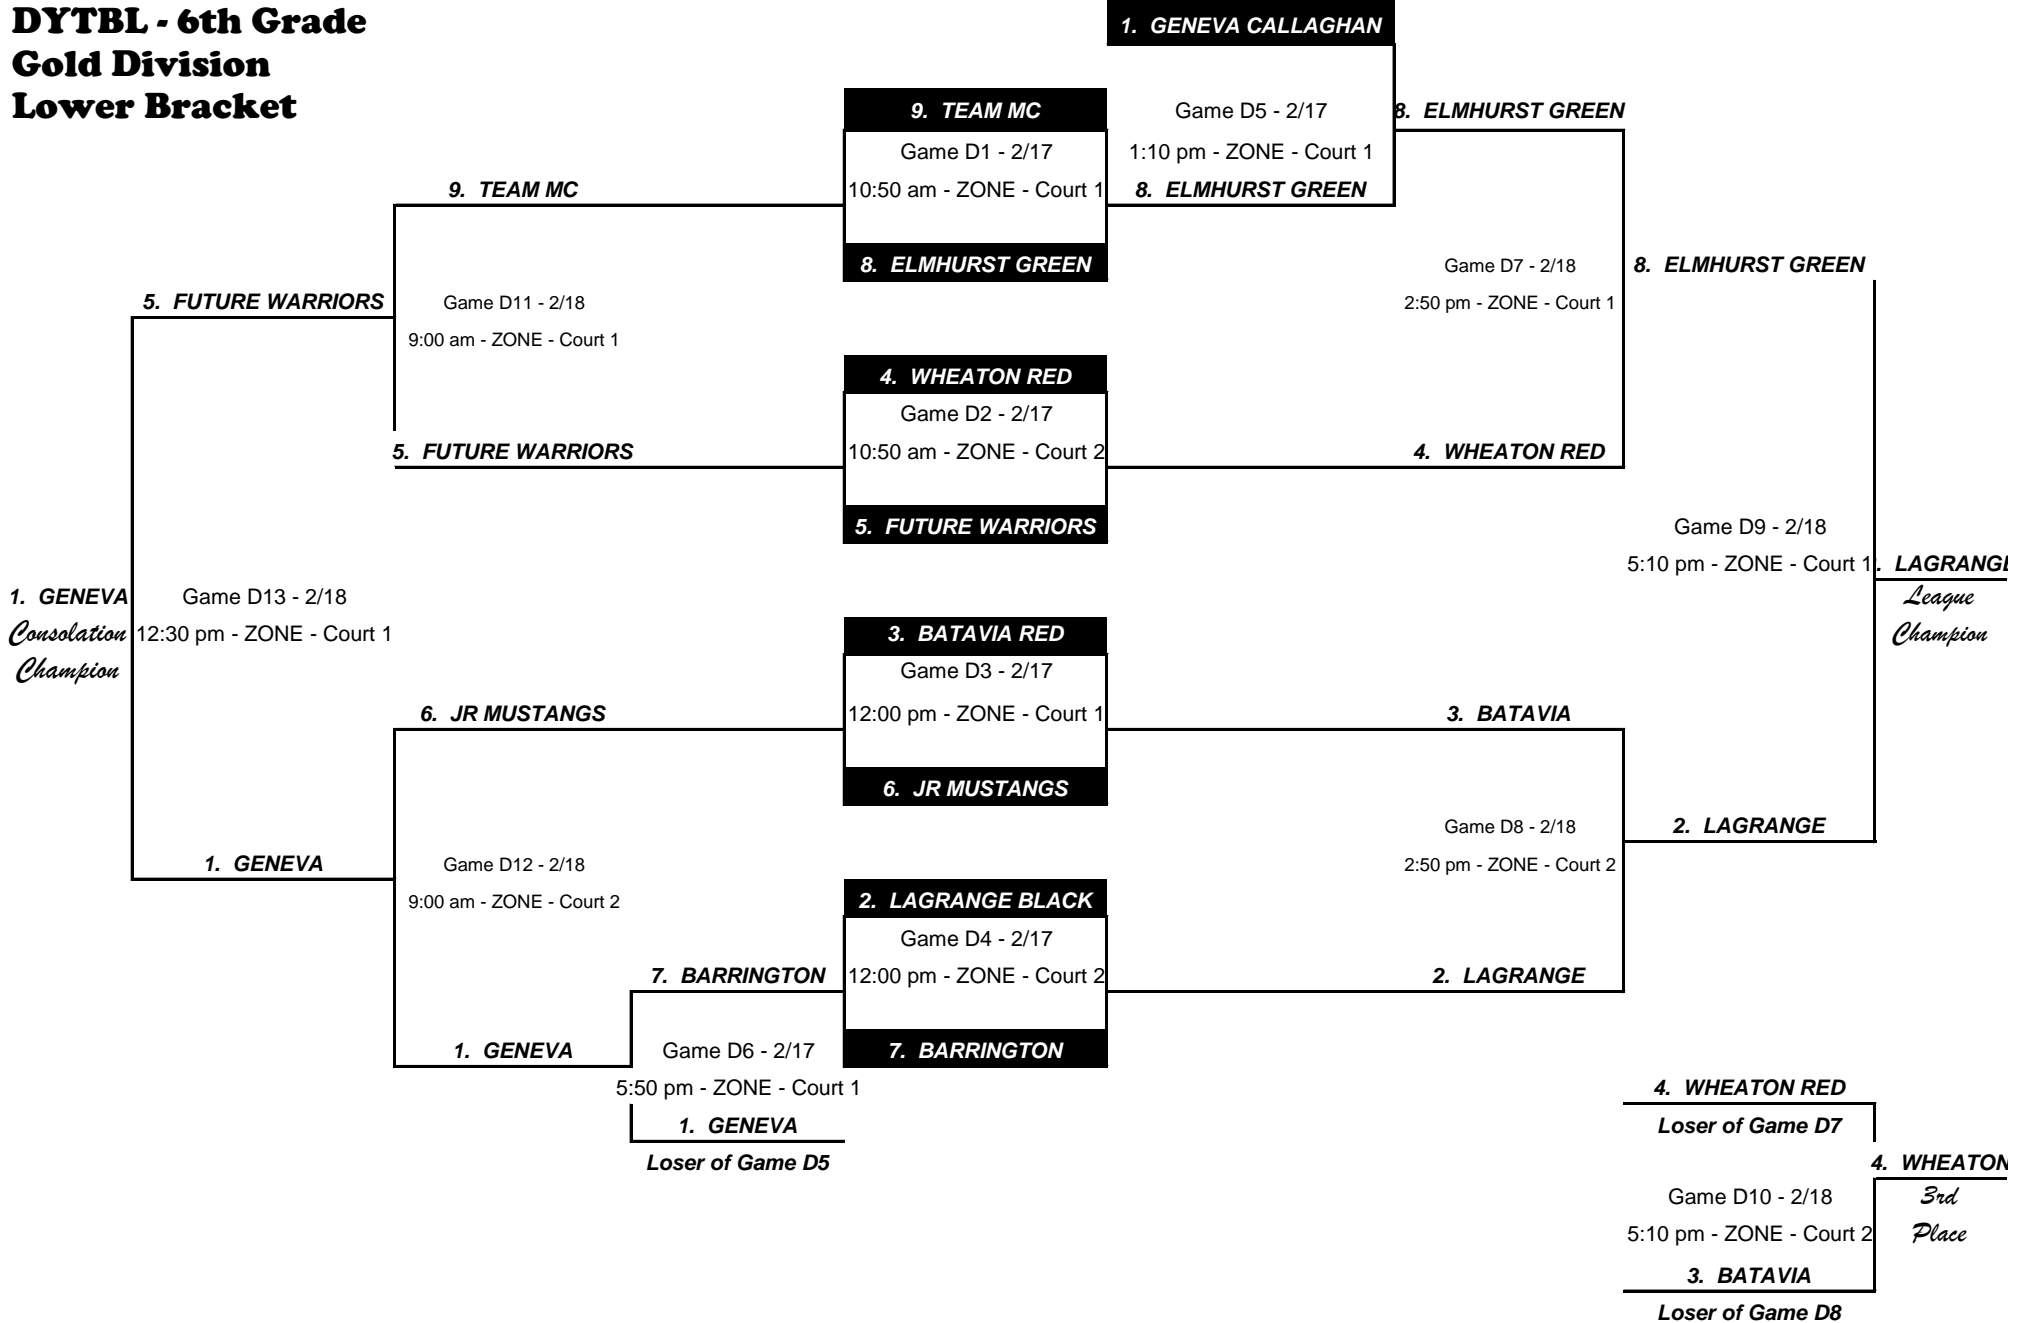 DYTBL - 6th Grade
Gold Division
Lower Bracket
1. GENEVA CALLAGHAN
9. TEAM MC
Game D5 - 2/17
8. ELMHURST GREEN
Game D1 - 2/17
1:10 pm - ZONE - Court 1
9. TEAM MC
10:50 am - ZONE - Court 1
8. ELMHURST GREEN
8. ELMHURST GREEN
Game D7 - 2/18
8. ELMHURST GREEN
5. FUTURE WARRIORS
Game D11 - 2/18
2:50 pm - ZONE - Court 1
9:00 am - ZONE - Court 1
4. WHEATON RED
Game D2 - 2/17
5. FUTURE WARRIORS
10:50 am - ZONE - Court 2
4. WHEATON RED
5. FUTURE WARRIORS
Game D9 - 2/18
5:10 pm - ZONE - Court 1
. LAGRANGE
1. GENEVA
Game D13 - 2/18
League
Consolation
12:30 pm - ZONE - Court 1
3. BATAVIA RED
Champion
Champion
Game D3 - 2/17
6. JR MUSTANGS
12:00 pm - ZONE - Court 1
3. BATAVIA
6. JR MUSTANGS
Game D8 - 2/18
2. LAGRANGE
1. GENEVA
Game D12 - 2/18
2:50 pm - ZONE - Court 2
9:00 am - ZONE - Court 2
2. LAGRANGE BLACK
Game D4 - 2/17
7. BARRINGTON
12:00 pm - ZONE - Court 2
2. LAGRANGE
1. GENEVA
Game D6 - 2/17
7. BARRINGTON
5:50 pm - ZONE - Court 1
4. WHEATON RED
1. GENEVA
Loser of Game D7
Loser of Game D5
4. WHEATON
Game D10 - 2/18
3rd
5:10 pm - ZONE - Court 2
Place
3. BATAVIA
Loser of Game D8